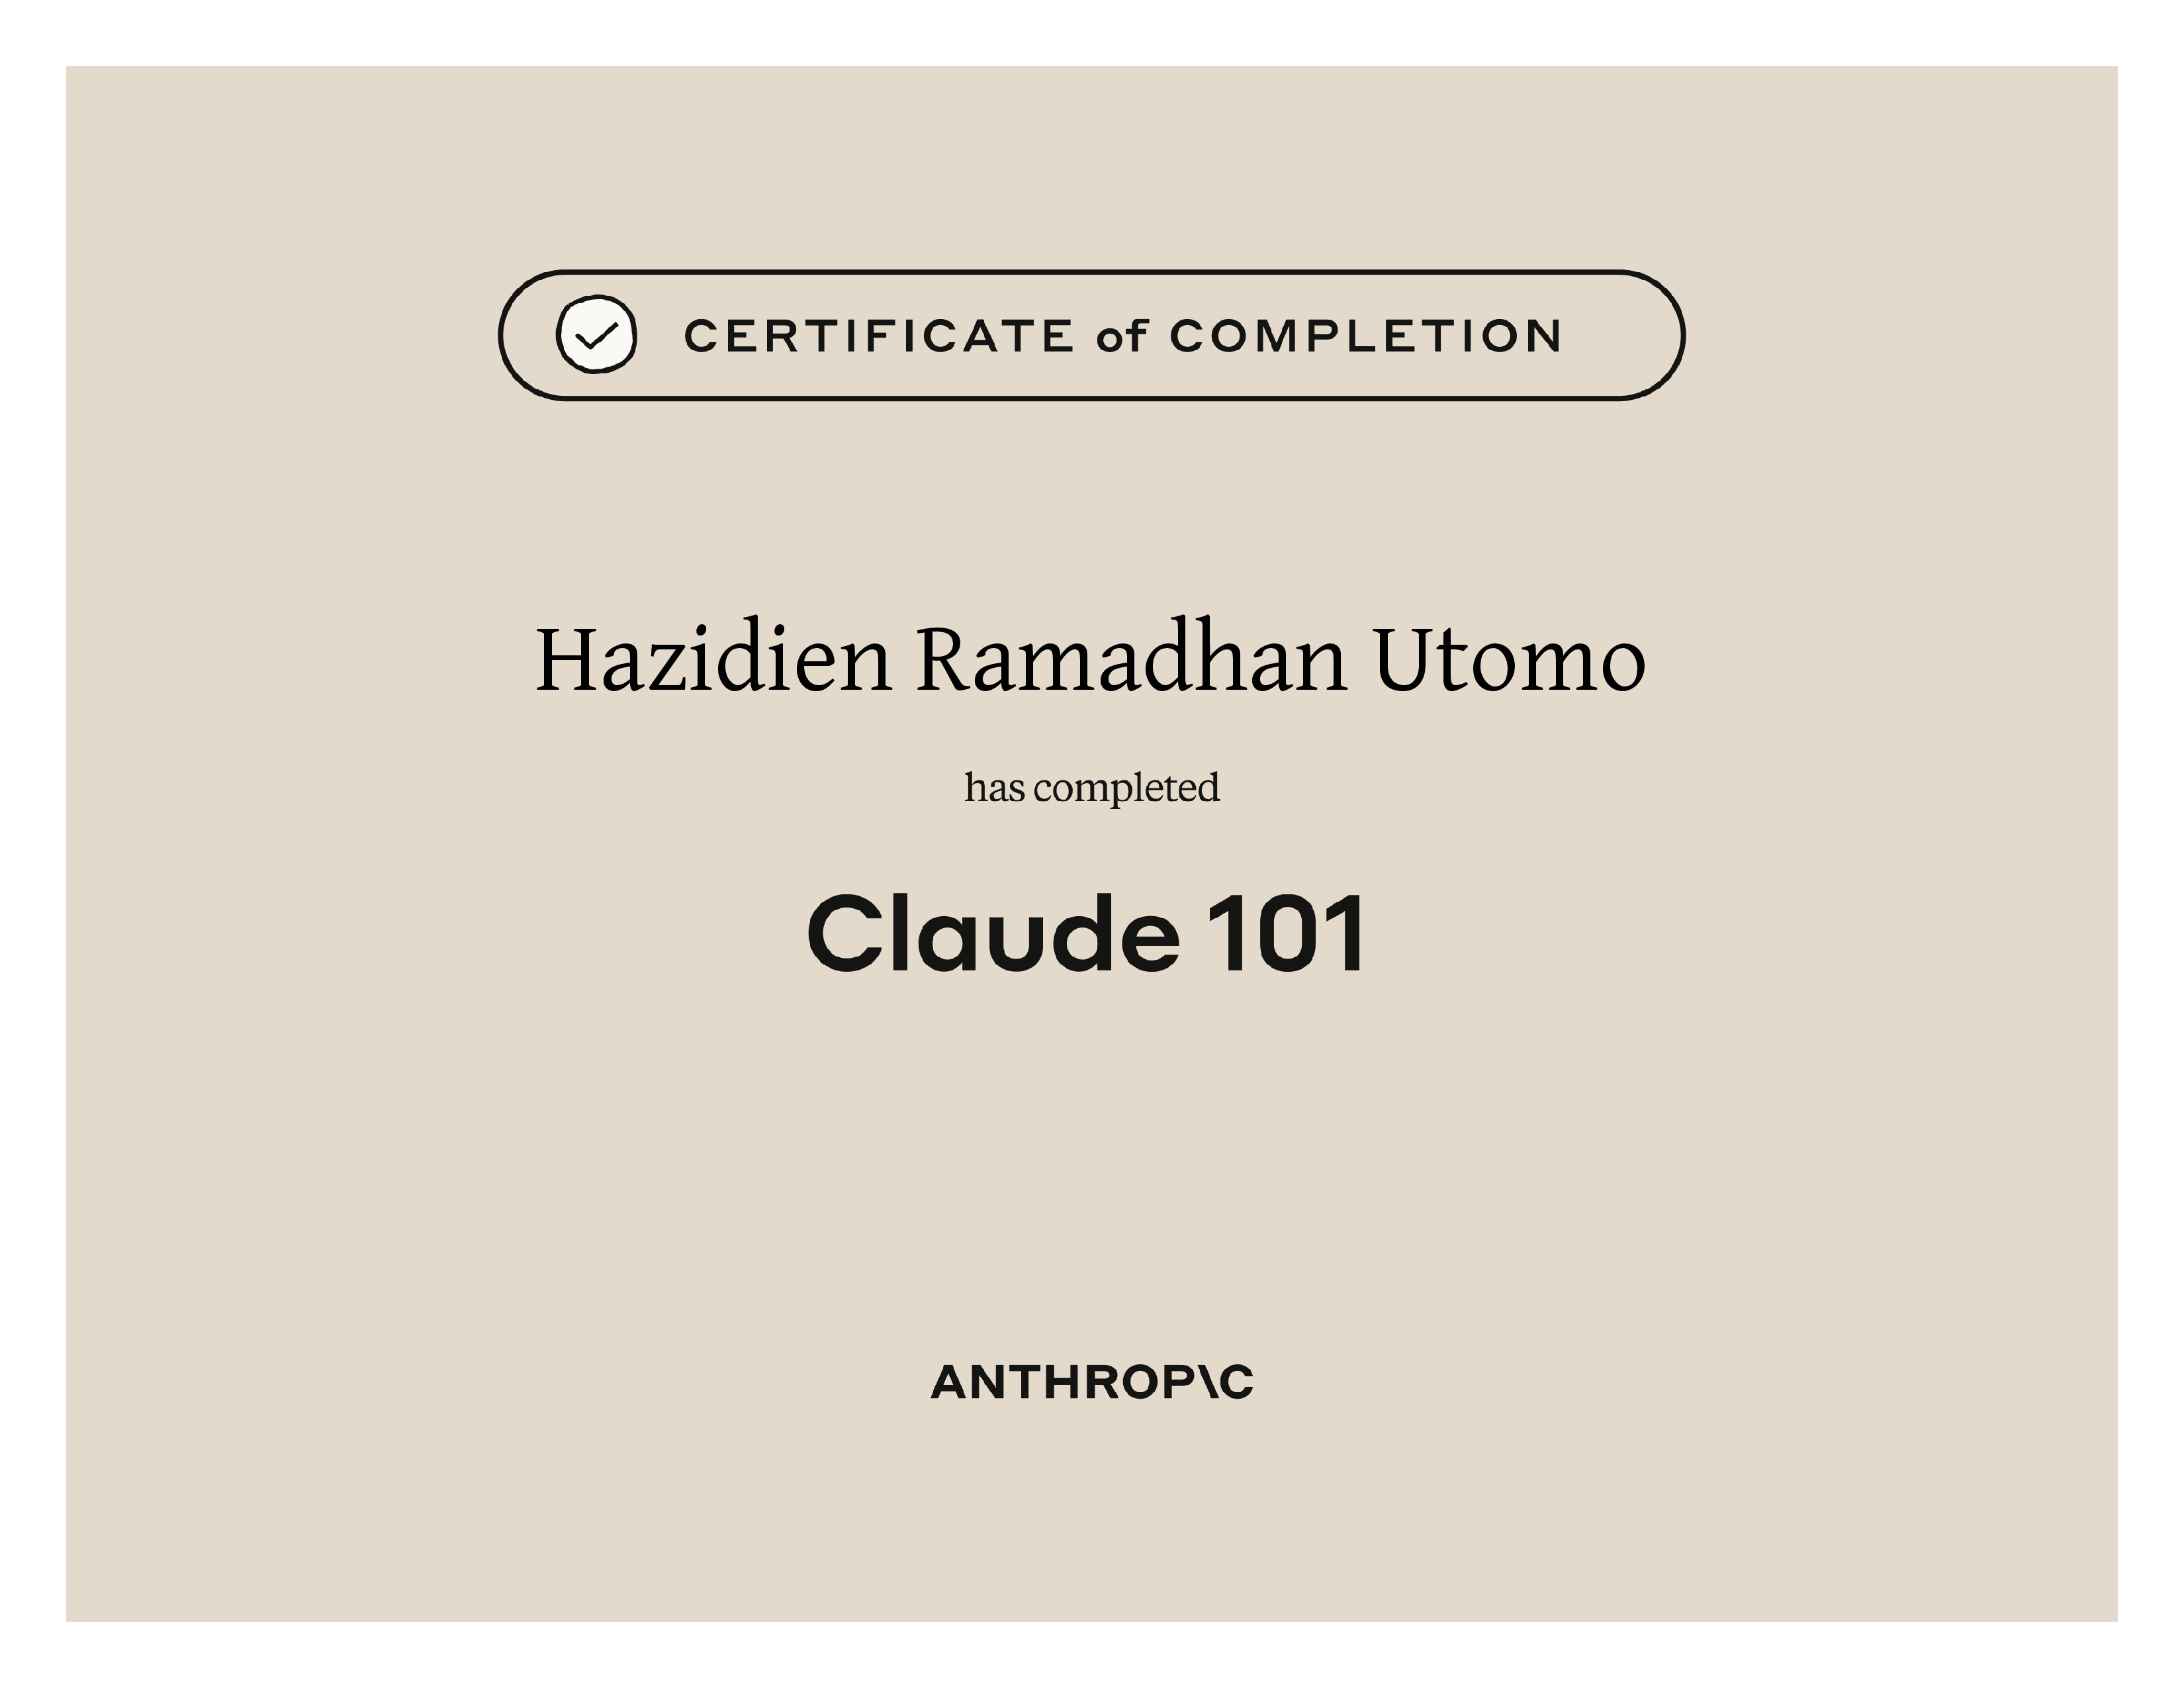 CERTIFICATE of COMPLETION
Hazidien Ramadhan Utomo
has completed
Claude 101
ANTHROP\C